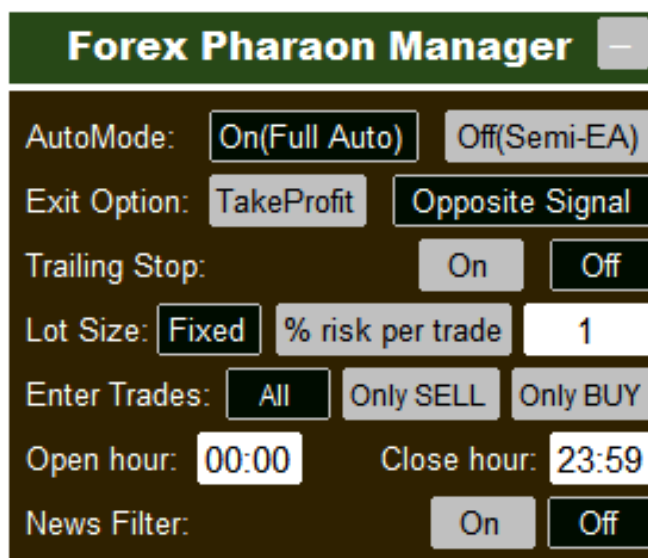 Forex Pharaon Manager –
AutoMode: On(Full Auto) Off(Semi-EA)
Exit Option: TakeProfit Opposite Signal
Trailing Stop: On Off
Lot Size: Fixed % risk per trade 1
Enter Trades: All Only SELL Only BUY
Open hour: 00:00 Close hour: 23:59
News Filter: On Off